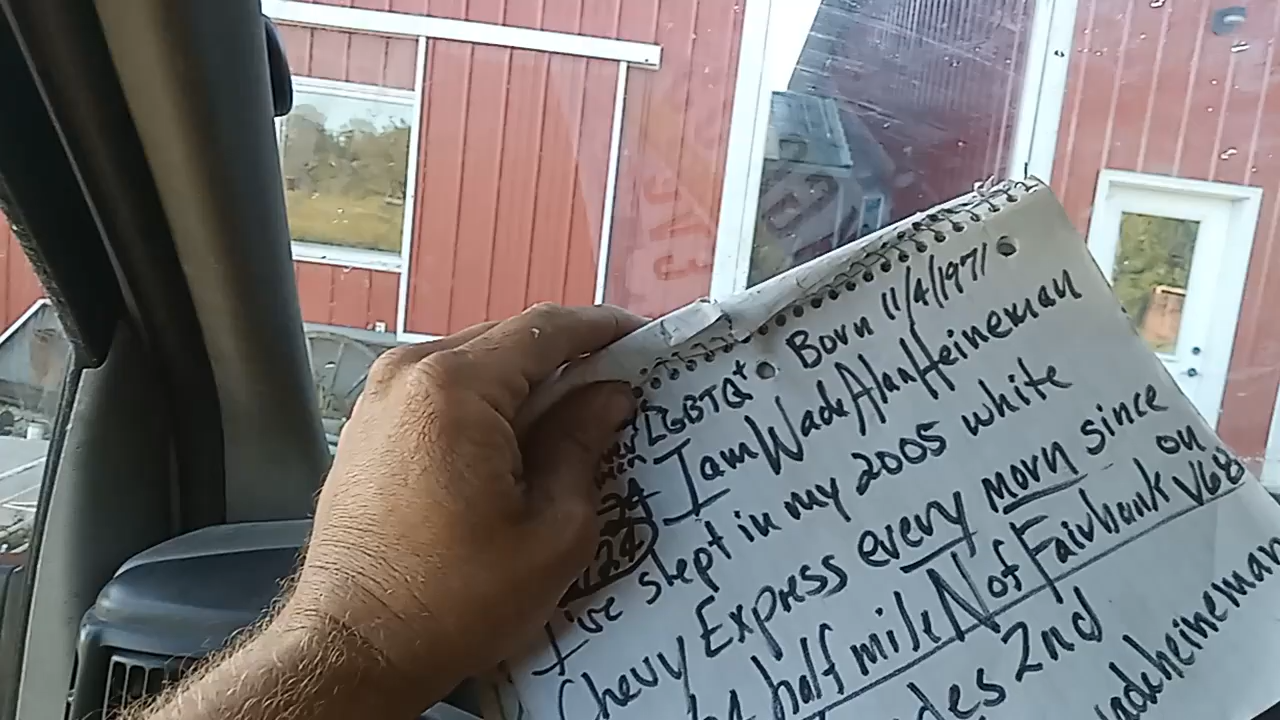 LGBTQ+ Born 11/4/1971
I am Wade Alan Heineman
24
I've slept in my 2005 white
Chevy Express every morn since
half mile N of Fairbank on
V68
2nd